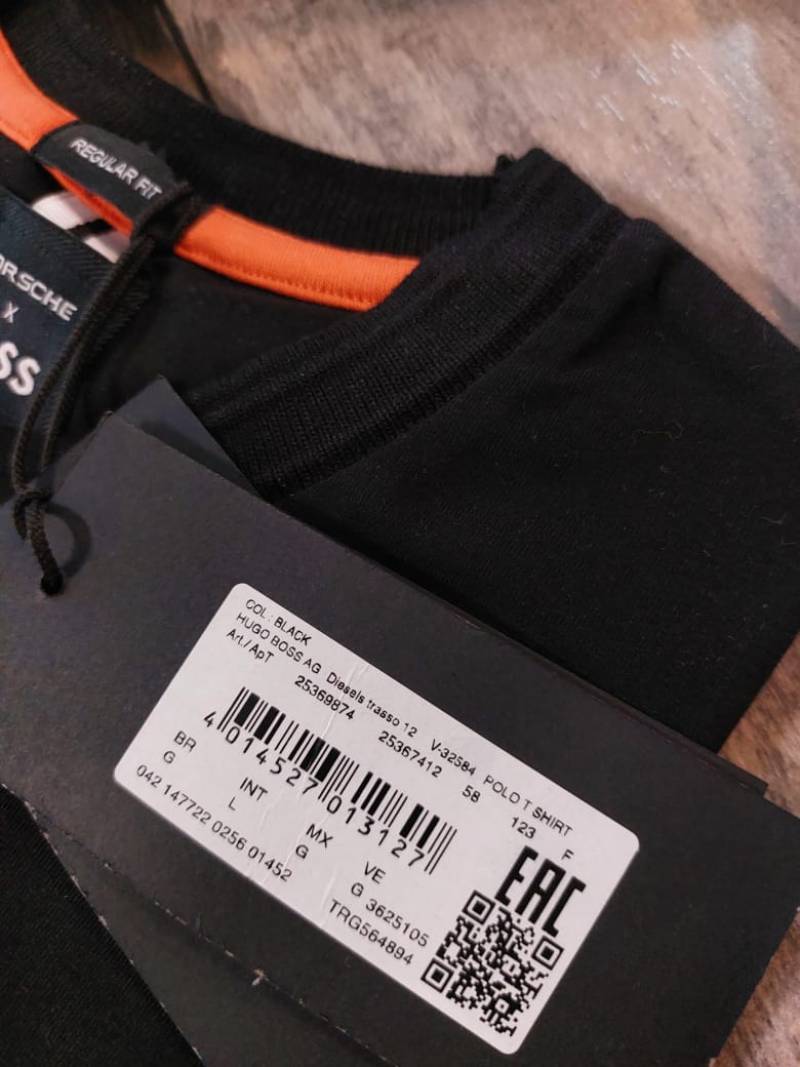 REGULAR FIT
ORSCHE
X
SS
COL: BLACK
HUGO BOSS AG Diesels trasso 12 V-32584 POLO T SHIRT
Art./ApT 25369874 25367412 58 123 F
4 014527 013127
BR INT MX VE
G L G G 3625105
042 147722 0256 01452 TRG564894
EAC